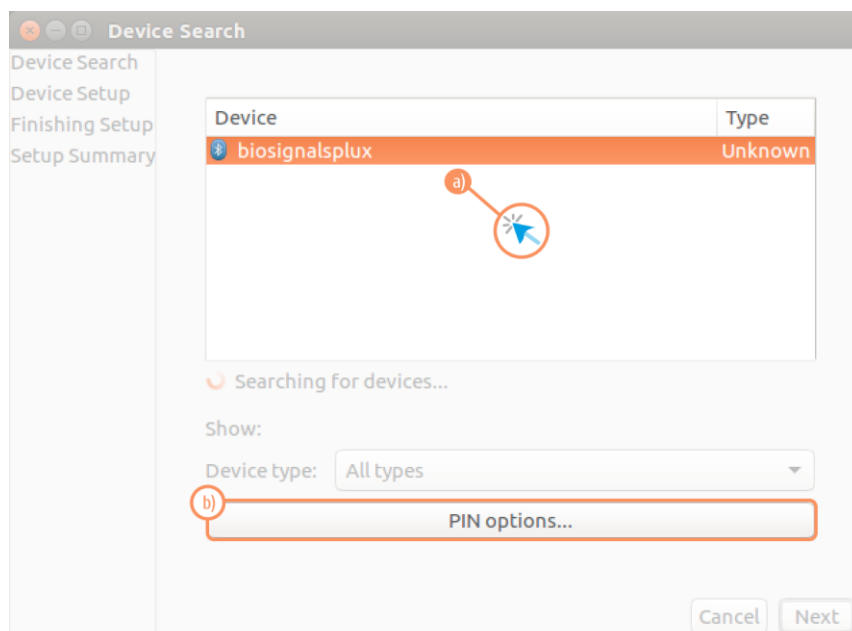 Device Search
Device Search
Device Setup
Finishing Setup
Setup Summary
Device Type
biosignalsplux Unknown
a)
Searching for devices...
Show:
Device type: All types
b)
PIN options...
Cancel Next